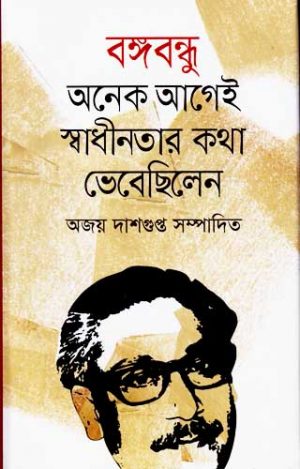 বঙ্গবন্ধু
অনেক আগেই
স্বাধীনতার কথা
ভেবেছিলেন
অজয় দাশগুপ্ত সম্পাদিত